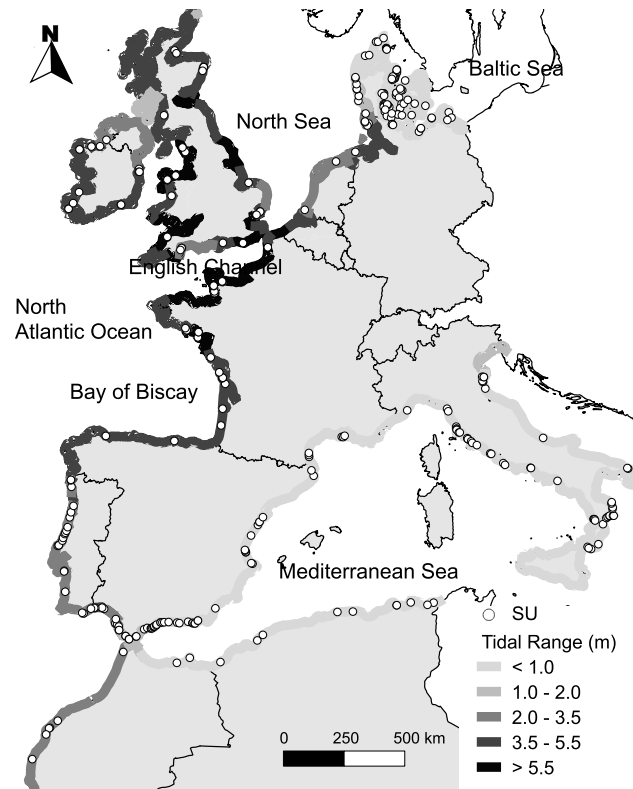 N
Baltic Sea
North Sea
English Channel
North
Atlantic Ocean
Bay of Biscay
Mediterranean Sea
SU
Tidal Range (m)
< 1.0
1.0 - 2.0
2.0 - 3.5
3.5 - 5.5
> 5.5
0 250 500 km